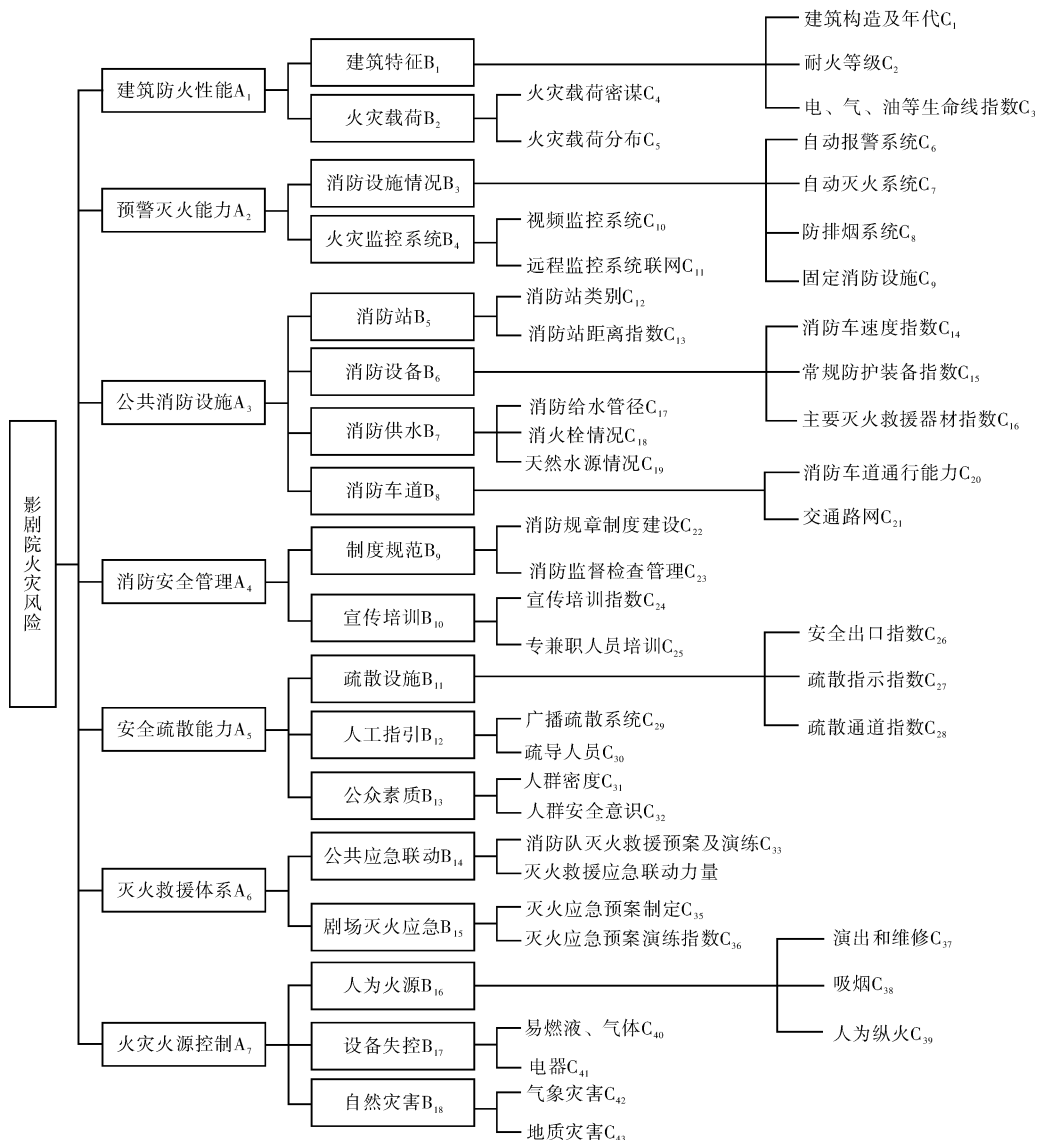 影剧院火灾风险
建筑防火性能A₁
建筑特征B₁
建筑构造及年代C₁
耐火等级C₂
电、气、油等生命线指数C₃
火灾载荷B₂
火灾载荷密谋C₄
火灾载荷分布C₅
预警灭火能力A₂
消防设施情况B₃
自动报警系统C₆
自动灭火系统C₇
防排烟系统C₈
固定消防设施C₉
火灾监控系统B₄
视频监控系统C₁₀
远程监控系统联网C₁₁
公共消防设施A₃
消防站B₅
消防站类别C₁₂
消防站距离指数C₁₃
消防设备B₆
消防车速度指数C₁₄
常规防护装备指数C₁₅
主要灭火救援器材指数C₁₆
消防供水B₇
消防给水管径C₁₇
消火栓情况C₁₈
天然水源情况C₁₉
消防车道B₈
消防车道通行能力C₂₀
交通路网C₂₁
消防安全管理A₄
制度规范B₉
消防规章制度建设C₂₂
消防监督检查管理C₂₃
宣传培训B₁₀
宣传培训指数C₂₄
专兼职人员培训C₂₅
安全疏散能力A₅
疏散设施B₁₁
安全出口指数C₂₆
疏散指示指数C₂₇
疏散通道指数C₂₈
人工指引B₁₂
广播疏散系统C₂₉
疏导人员C₃₀
公众素质B₁₃
人群密度C₃₁
人群安全意识C₃₂
灭火救援体系A₆
公共应急联动B₁₄
消防队灭火救援预案及演练C₃₃
灭火救援应急联动力量
剧场灭火应急B₁₅
灭火应急预案制定C₃₅
灭火应急预案演练指数C₃₆
火灾火源控制A₇
人为火源B₁₆
演出和维修C₃₇
吸烟C₃₈
人为纵火C₃₉
设备失控B₁₇
易燃液、气体C₄₀
电器C₄₁
自然灾害B₁₈
气象灾害C₄₂
地质灾害C₄₃